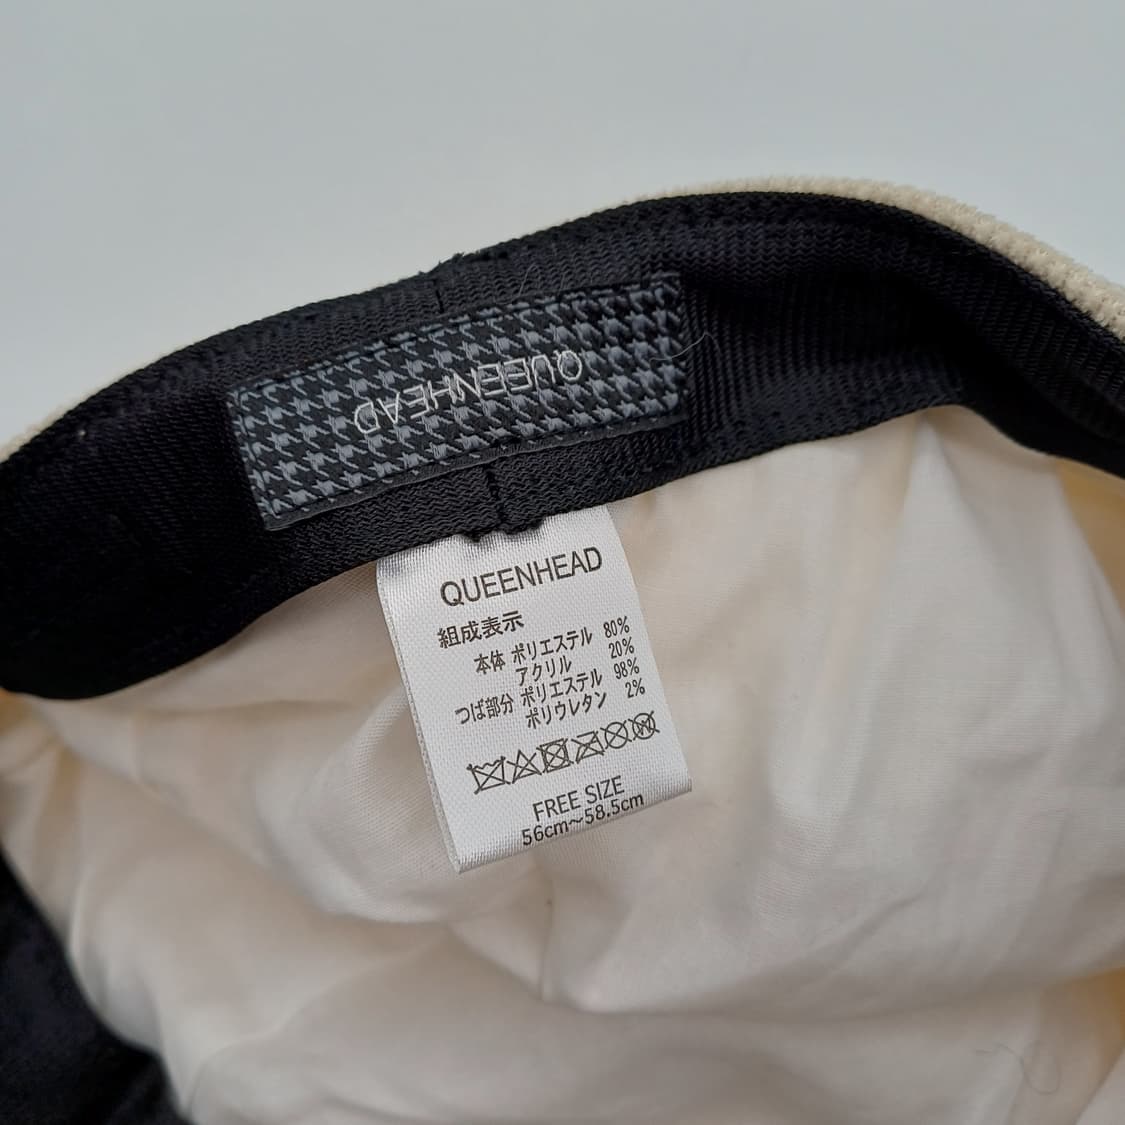 QUEENHEAD
QUEENHEAD
組成表示
本体 ポリエステル 80%
アクリル 20%
つば部分 ポリエステル 98%
ポリウレタン 2%
FREE SIZE
56cm～58.5cm